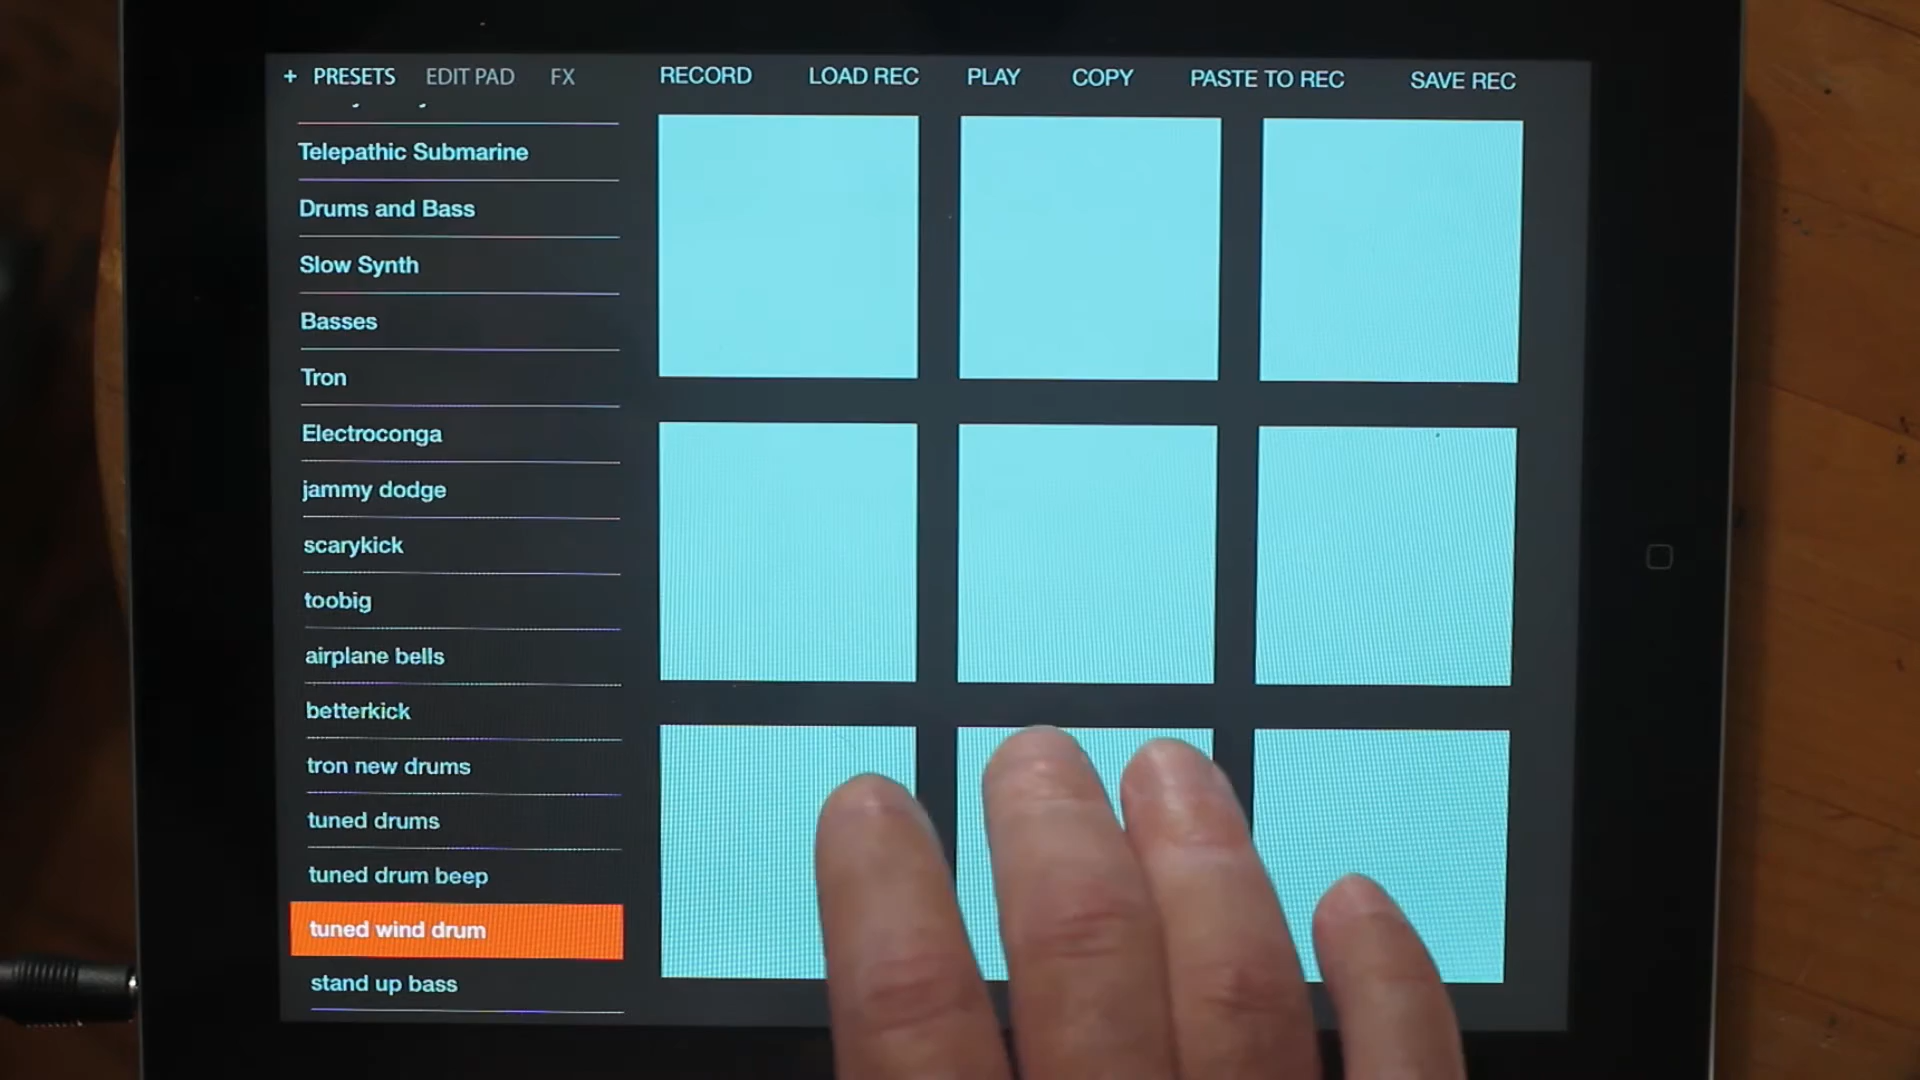 + PRESETS EDIT PAD FX RECORD LOAD REC PLAY COPY PASTE TO REC SAVE REC
Telepathic Submarine
Drums and Bass
Slow Synth
Basses
Tron
Electroconga
jammy dodge
scarykick
toobig
airplane bells
betterkick
tron new drums
tuned drums
tuned drum beep
tuned wind drum
stand up bass